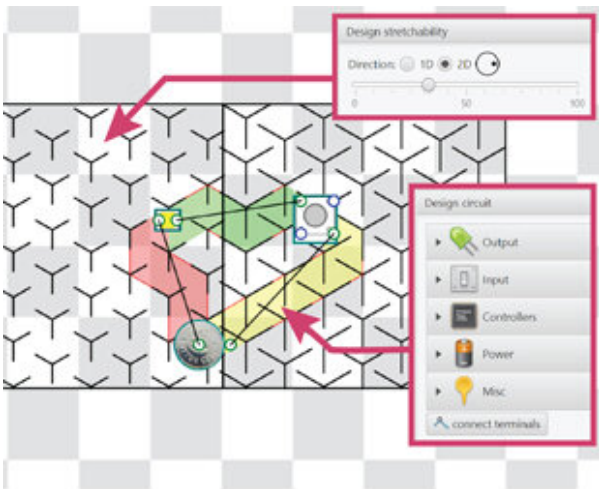 Design stretchability
Direction: 1D 2D
0 50 100
Design circuit
Output
Input
Controllers
Power
Misc
connect terminals